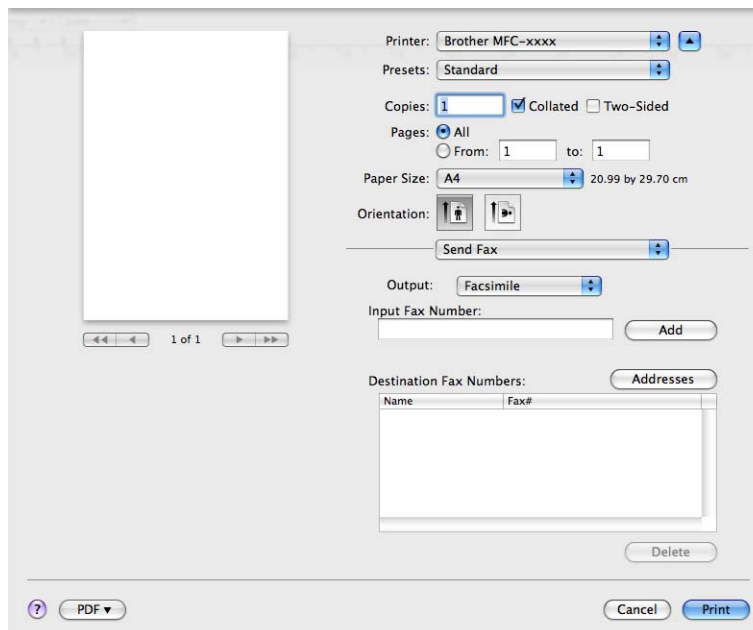 Printer: Brother MFC-xxxx
Presets: Standard
Copies: 1 Collated Two-Sided
Pages: All
From: 1 to: 1
Paper Size: A4 20.99 by 29.70 cm
Orientation:
Send Fax
Output: Facsimile
Input Fax Number:
Add
1 of 1
Destination Fax Numbers: Addresses
Name Fax#
Delete
? PDF Cancel Print